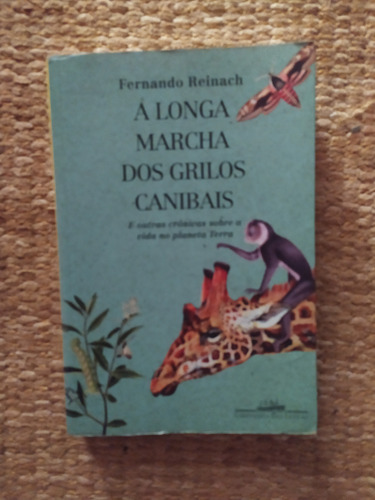 Fernando Reinach
A LONGA
MARCHA
DOS GRILOS
CANIBAIS
E outras crônicas sobre a
vida no planeta Terra